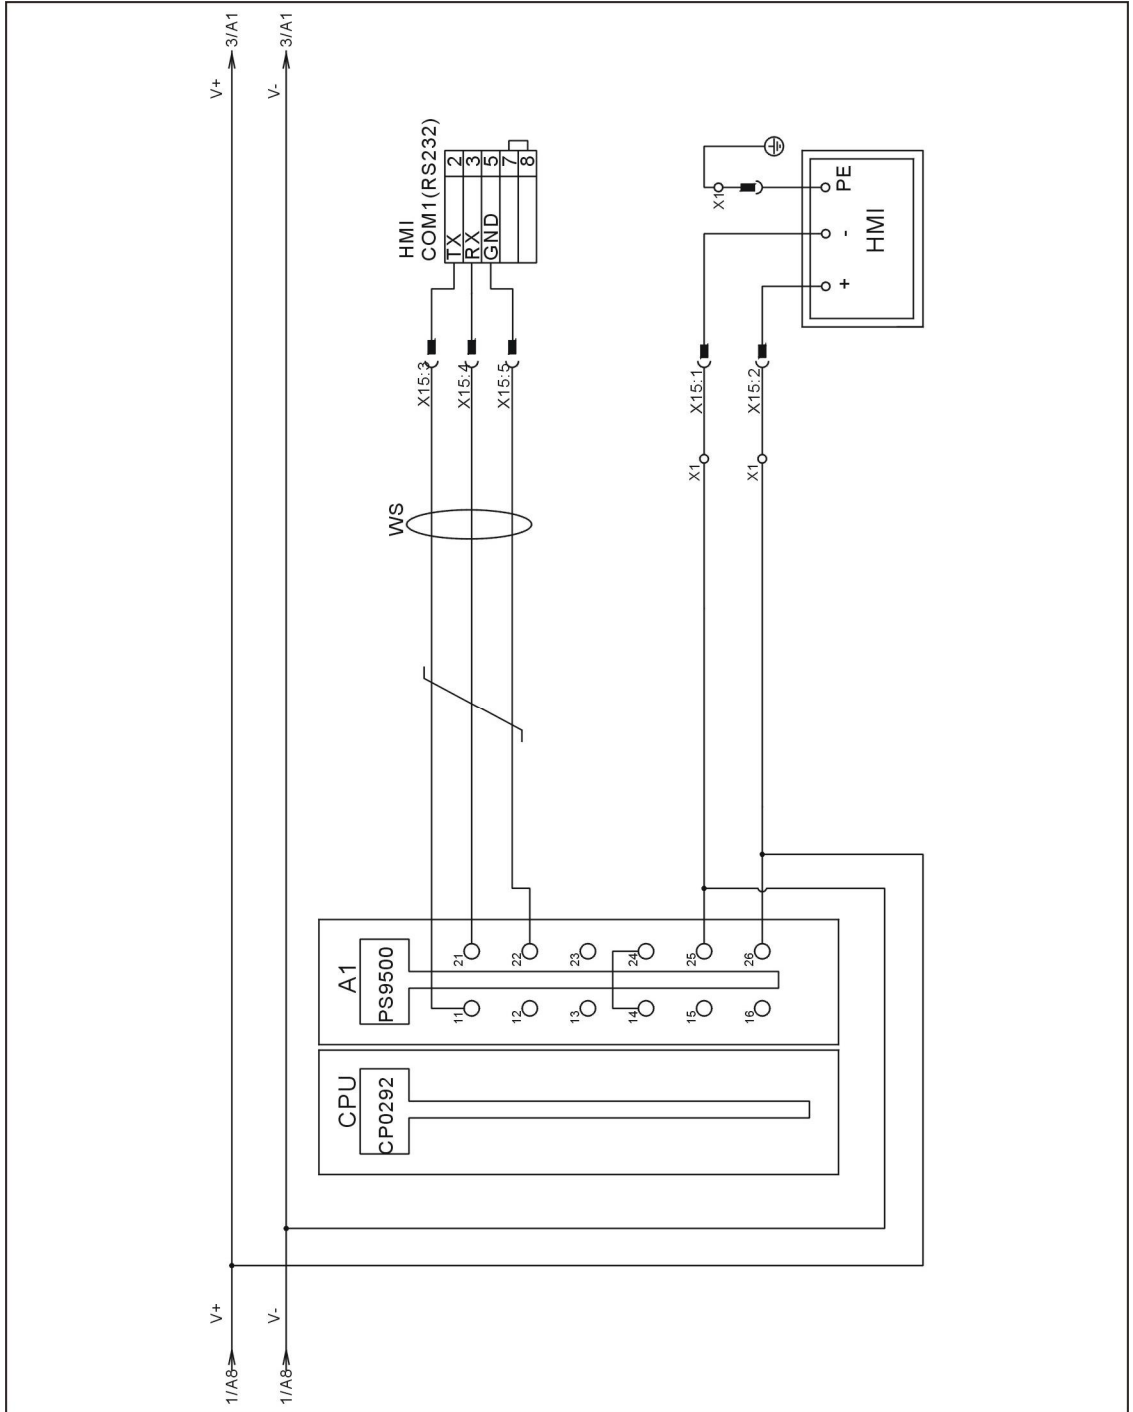 V+
3/A1
V-
3/A1
HMI
COM1(RS232)
TX 2
RX 3
GND 5
7
8
X15:3
X15:4
X15:5
WS
X1
PE
-
+
HMI
X15:1
X15:2
X1
X1
A1
PS9500
21
22
23
24
25
26
11
12
13
14
15
16
CPU
CP0292
1/A8
V+
1/A8
V-